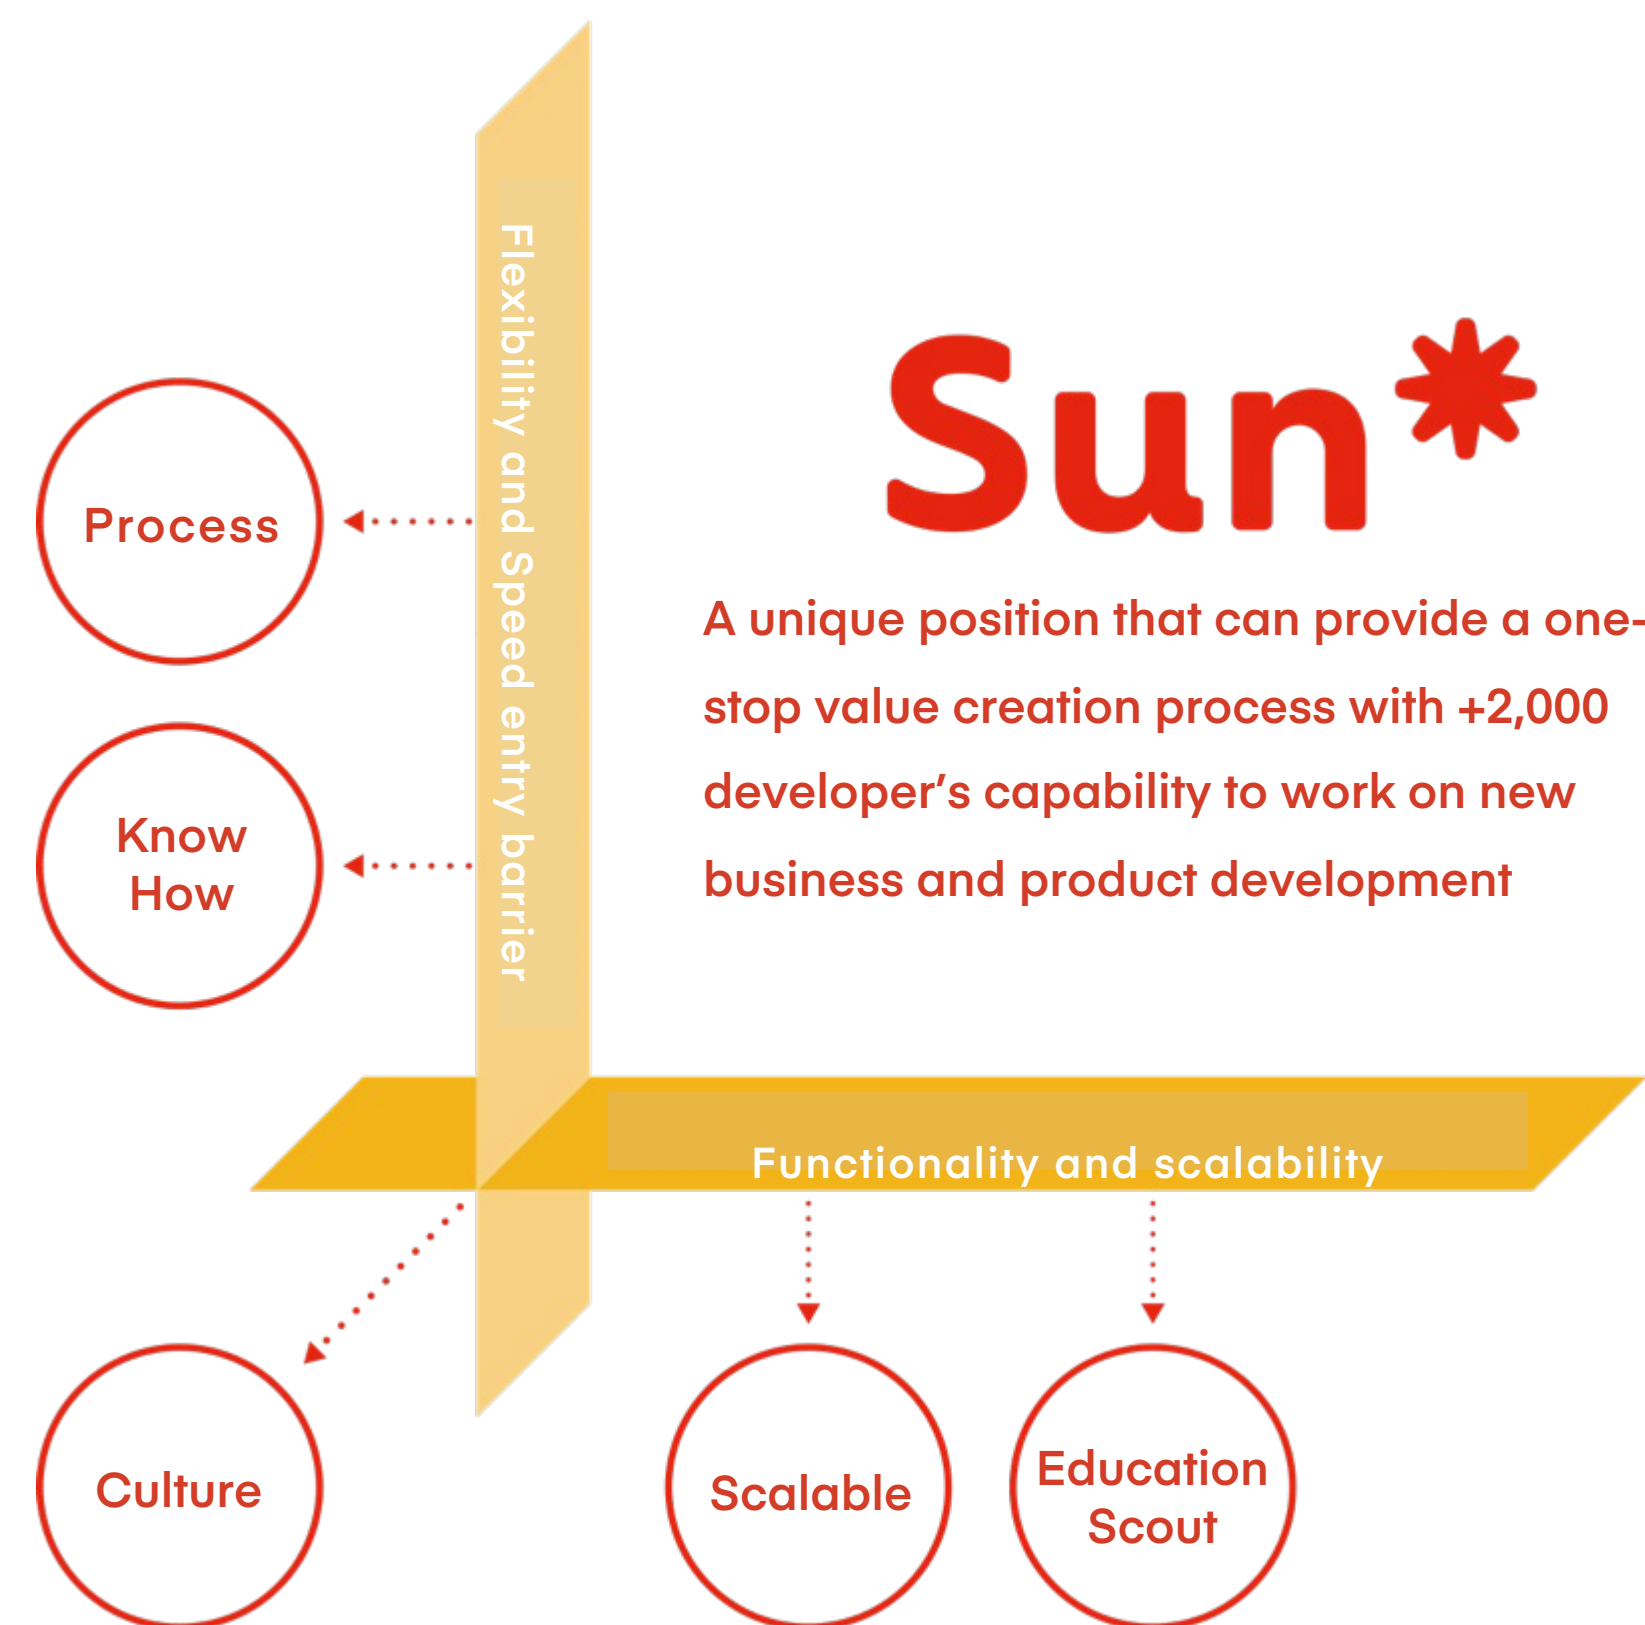 Flexibility and Speed entry barrier
Sun*
A unique position that can provide a one-
stop value creation process with +2,000
developer’s capability to work on new
business and product development
Process
Know
How
Functionality and scalability
Culture
Scalable
Education
Scout